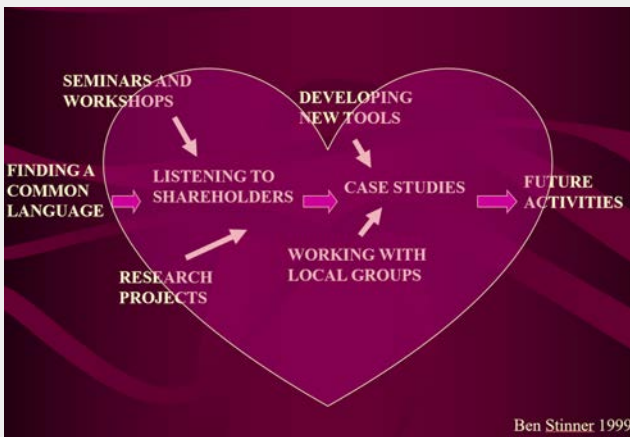 SEMINARS AND
WORKSHOPS
DEVELOPING
NEW TOOLS
FINDING A
COMMON
LANGUAGE
LISTENING TO
SHAREHOLDERS
CASE STUDIES
FUTURE
ACTIVITIES
RESEARCH
PROJECTS
WORKING WITH
LOCAL GROUPS
Ben Stinner 1999